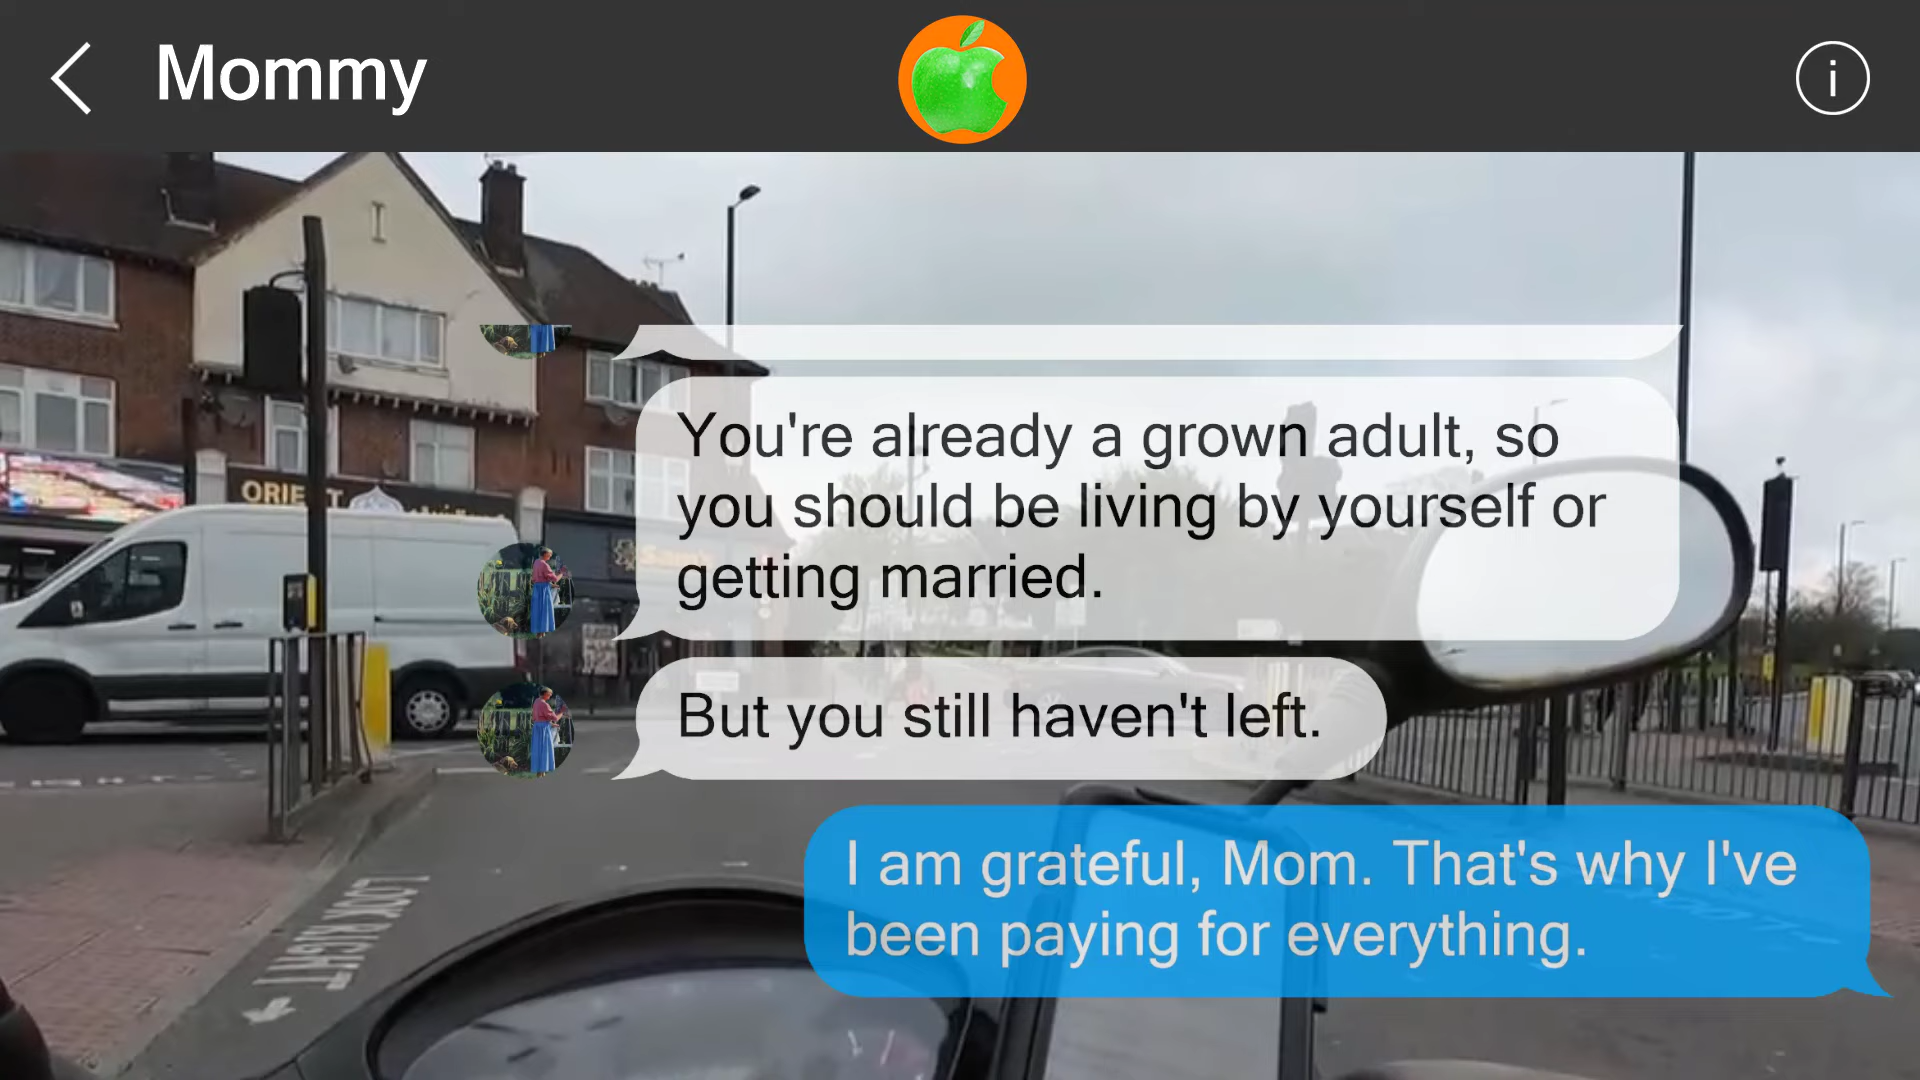 Mommy
i
You're already a grown adult, so
you should be living by yourself or
getting married.
But you still haven't left.
I am grateful, Mom. That's why I've
been paying for everything.
LOOK RIGHT